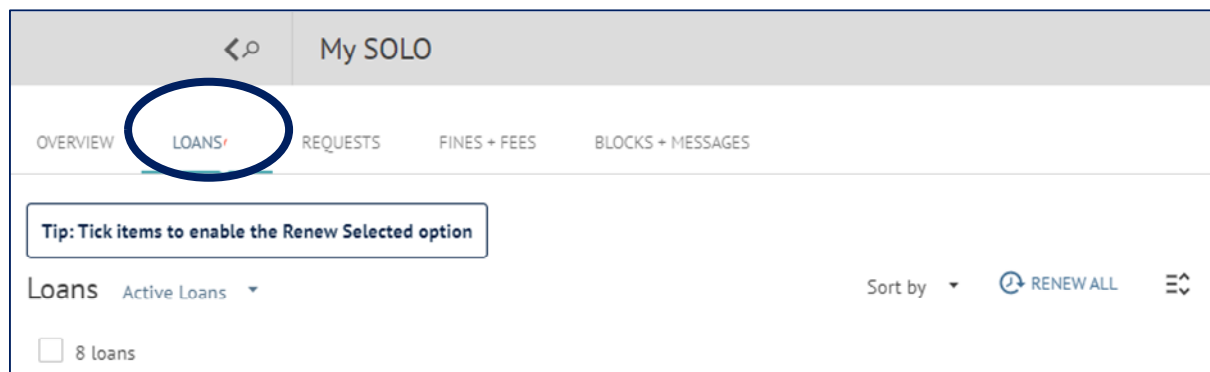 My SOLO
OVERVIEW LOANS REQUESTS FINES + FEES BLOCKS + MESSAGES
Tip: Tick items to enable the Renew Selected option
Loans Active Loans Sort by RENEW ALL
8 loans